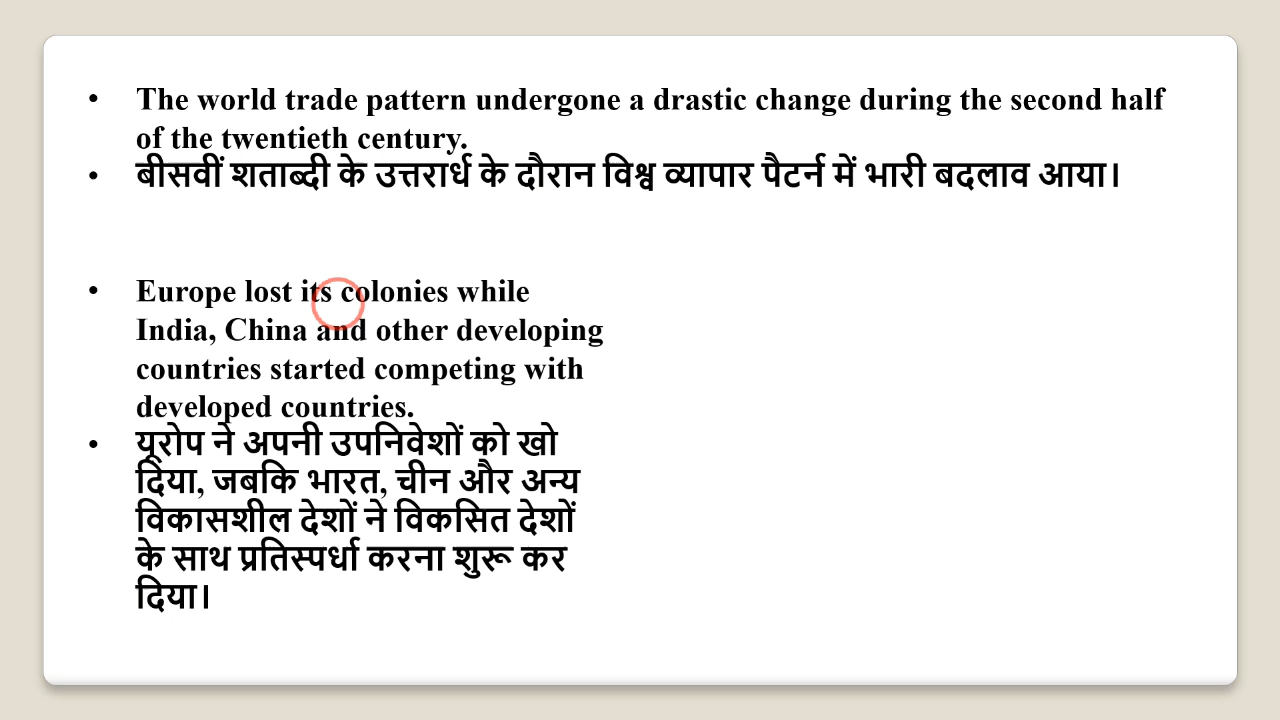 • The world trade pattern undergone a drastic change during the second half
of the twentieth century.
• बीसवीं शताब्दी के उत्तरार्ध के दौरान विश्व व्यापार पैटर्न में भारी बदलाव आया।
• Europe lost its colonies while
India, China and other developing
countries started competing with
developed countries.
• यूरोप ने अपनी उपनिवेशों को खो
दिया, जबकि भारत, चीन और अन्य
विकासशील देशों ने विकसित देशों
के साथ प्रतिस्पर्धा करना शुरू कर
दिया।